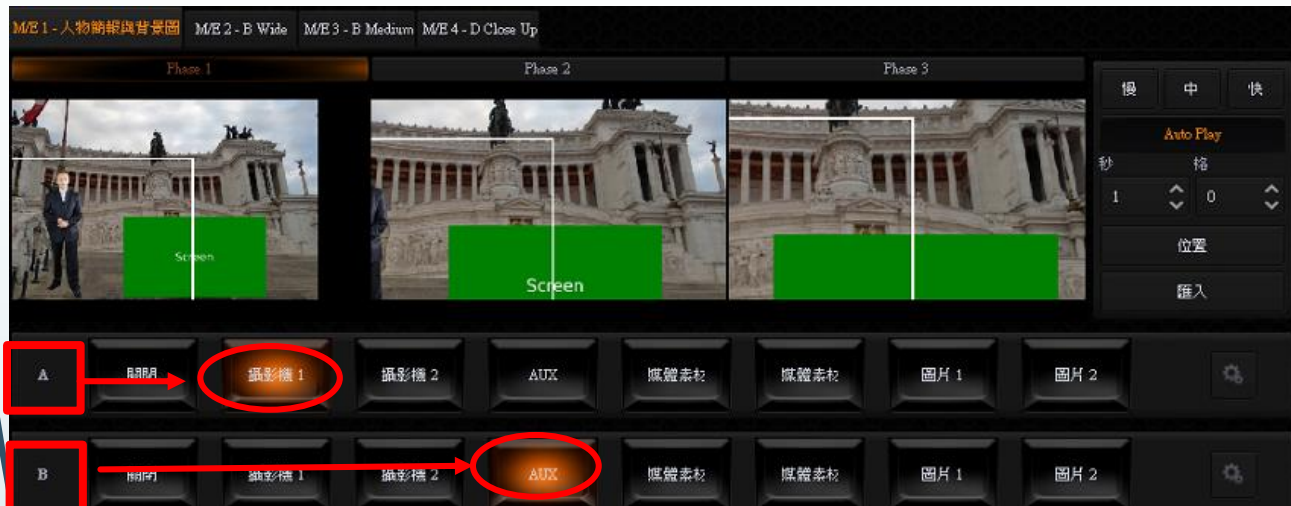 M/E 1 - 人物簡報與背景圖 M/E 2 - B Wide M/E 3 - B Medium M/E 4 - D Close Up
Phase 1 Phase 2 Phase 3
慢 中 快
Auto Play
秒 格
1 0
位置
匯入
Screen
Screen
A 關閉 攝影機 1 攝影機 2 AUX 媒體素材 媒體素材 圖片 1 圖片 2
B 關閉 攝影機 1 攝影機 2 AUX 媒體素材 媒體素材 圖片 1 圖片 2